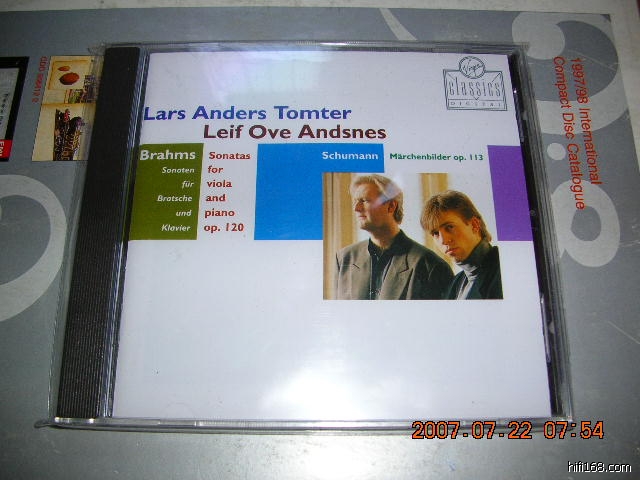 Virgin
classics
DIGITAL
Lars Anders Tomter
Leif Ove Andsnes
Brahms
Sonaten
für
Bratsche
und
Klavier
Sonatas
for
viola
and
piano
op. 120
Schumann
Märchenbilder op. 113
1997/98 International
Compact Disc Catalogue
2007.07.22 07:54
hifi168.com